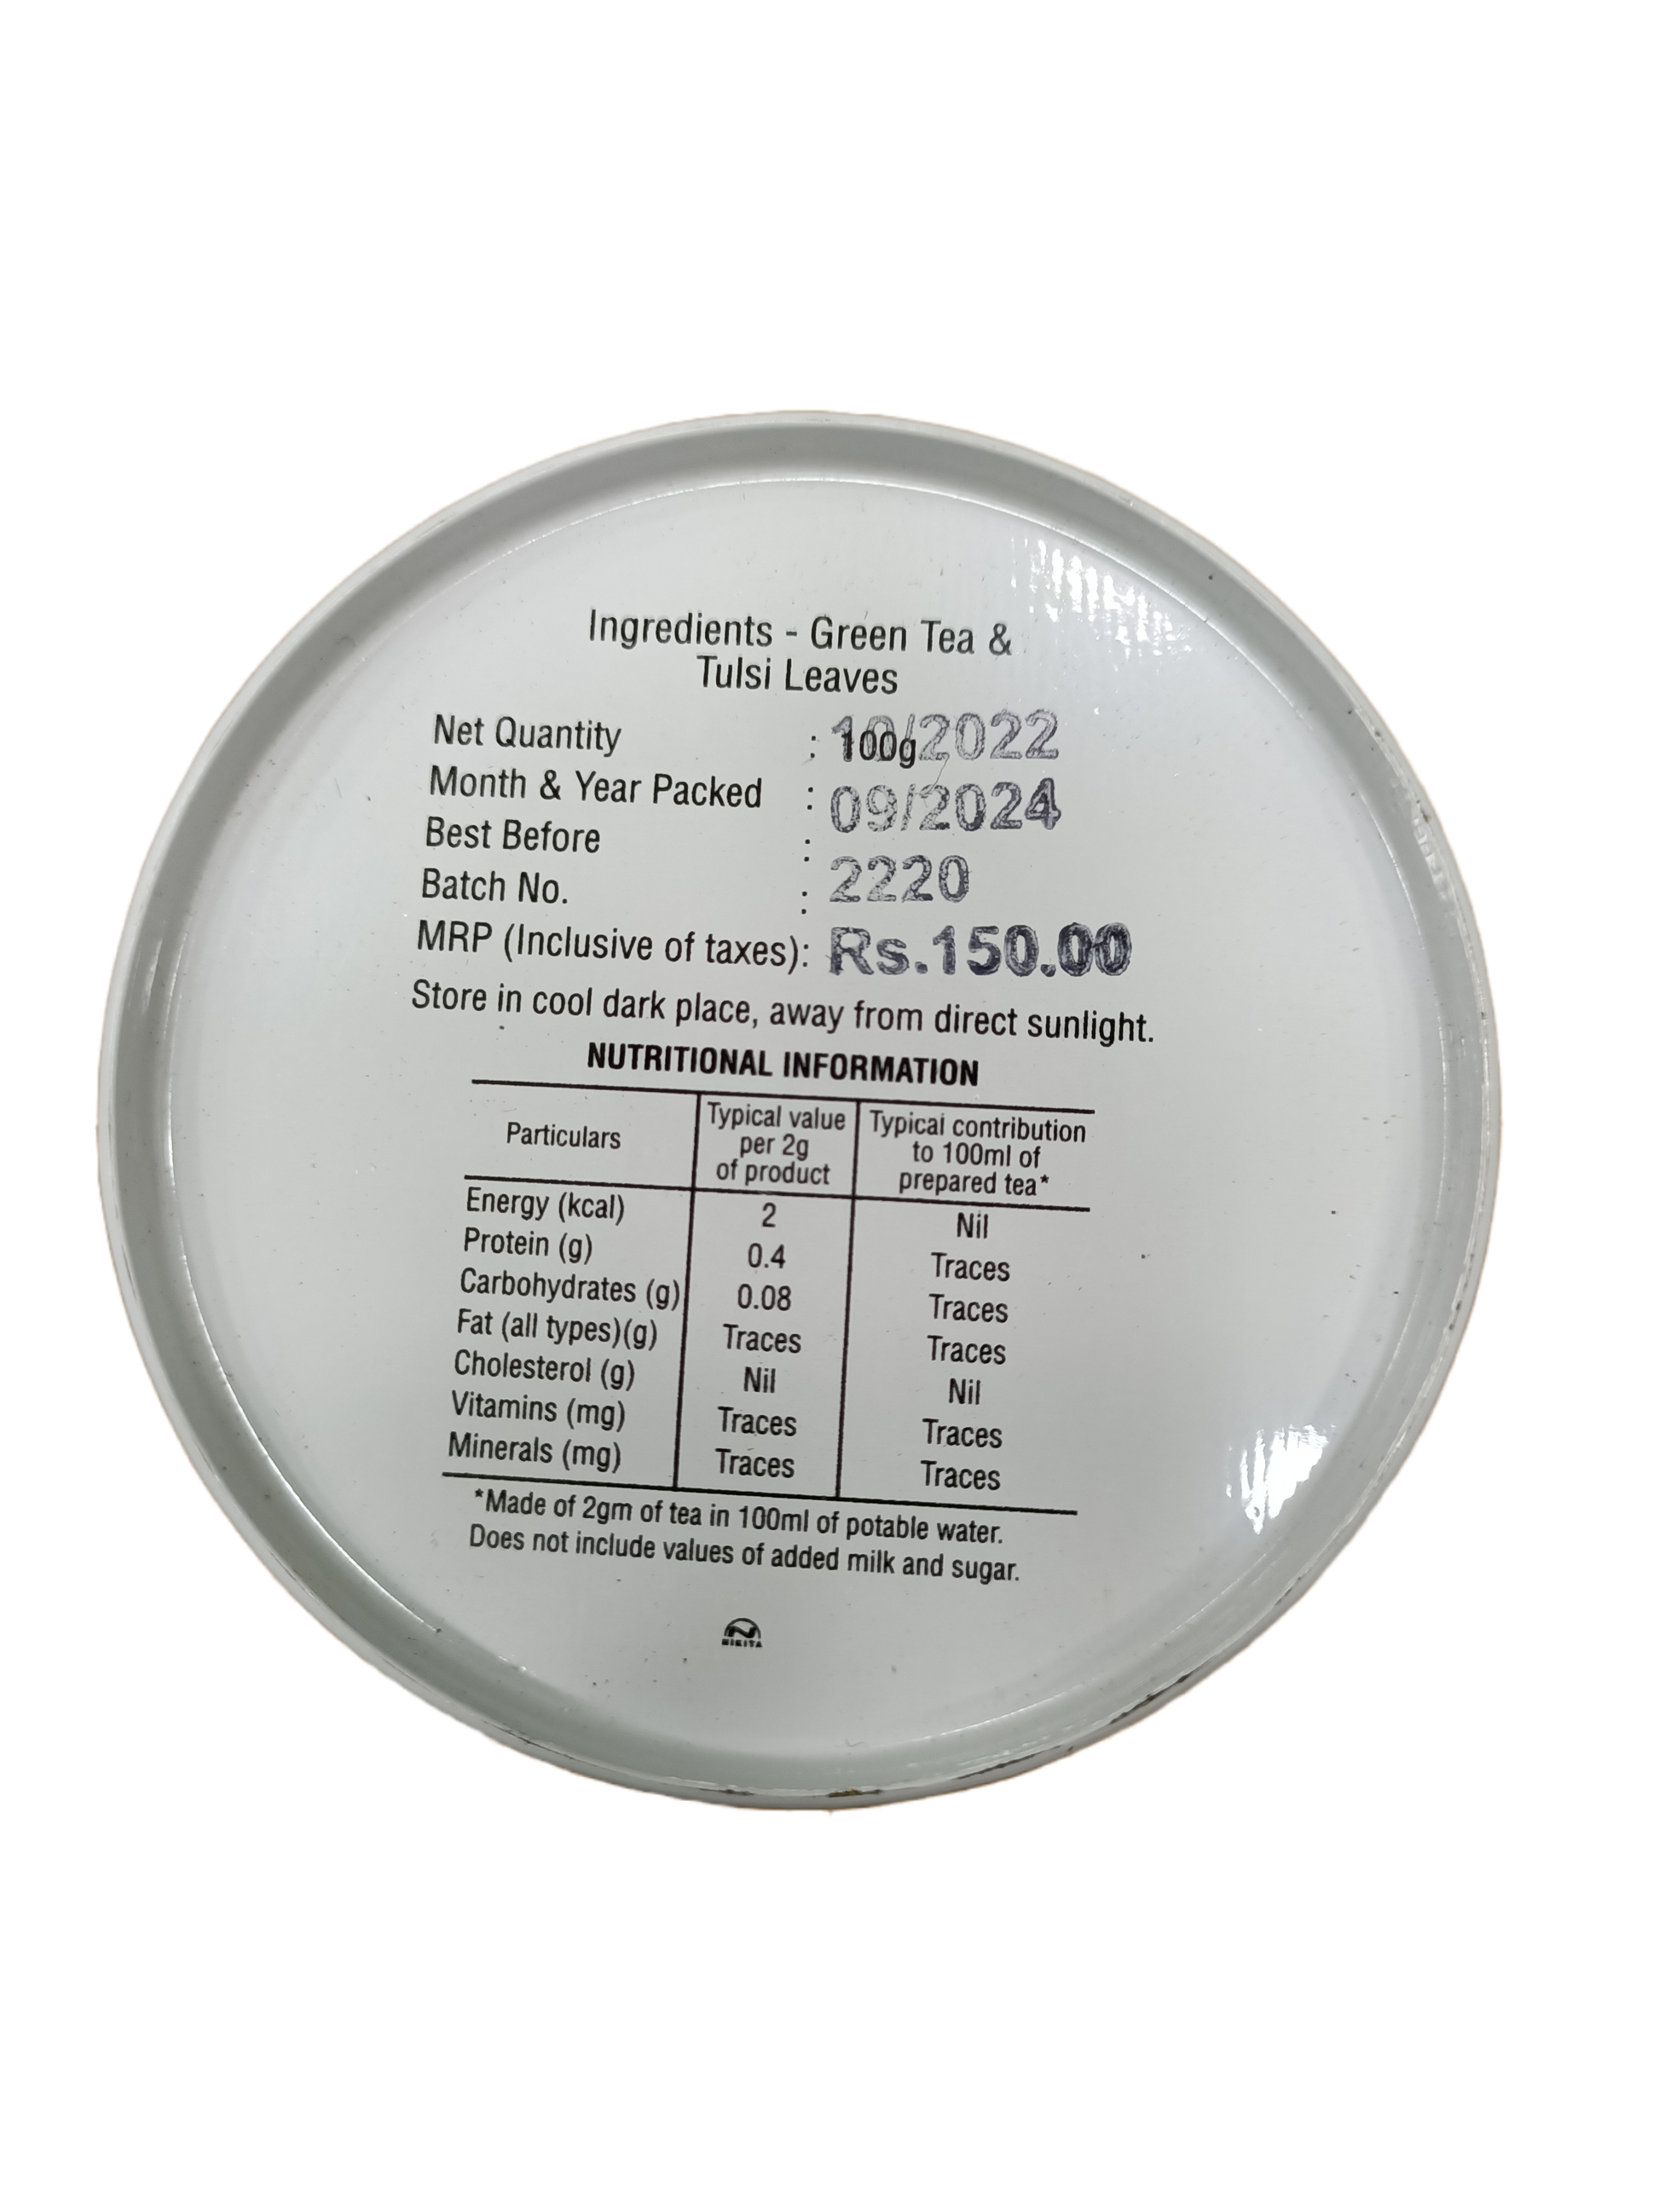 Ingredients - Green Tea &
Tulsi Leaves
Net Quantity : 100g 10/2022
Month & Year Packed : 09/2024
Best Before :
Batch No. : 2220
MRP (Inclusive of taxes): Rs.150.00
Store in cool dark place, away from direct sunlight.
NUTRITIONAL INFORMATION
Particulars Typical value per 2g of product Typical contribution to 100ml of prepared tea*
Energy (kcal) 2 Nil
Protein (g) 0.4 Traces
Carbohydrates (g) 0.08 Traces
Fat (all types)(g) Traces Traces
Cholesterol (g) Nil Nil
Vitamins (mg) Traces Traces
Minerals (mg) Traces Traces
*Made of 2gm of tea in 100ml of potable water.
Does not include values of added milk and sugar.
NIKITA